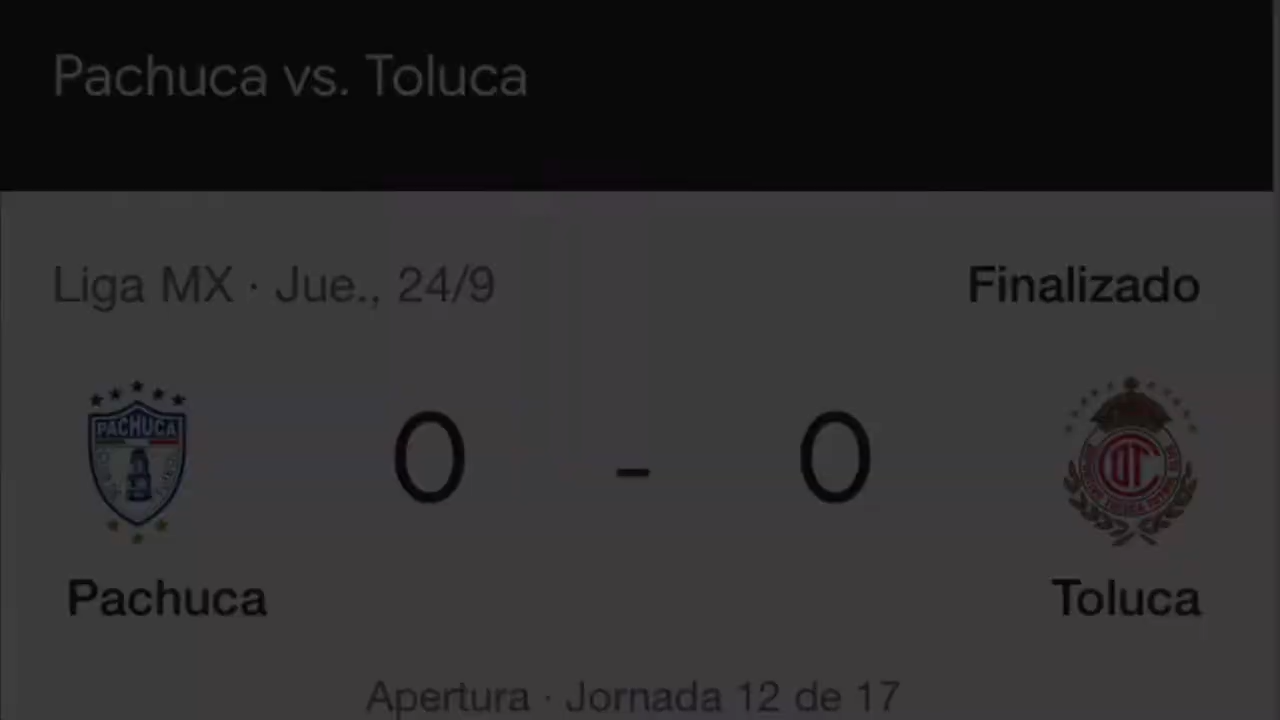 Pachuca vs. Toluca
Liga MX · Jue., 24/9
Finalizado
PACHUCA
0 - 0
Pachuca
Toluca
Apertura · Jornada 12 de 17